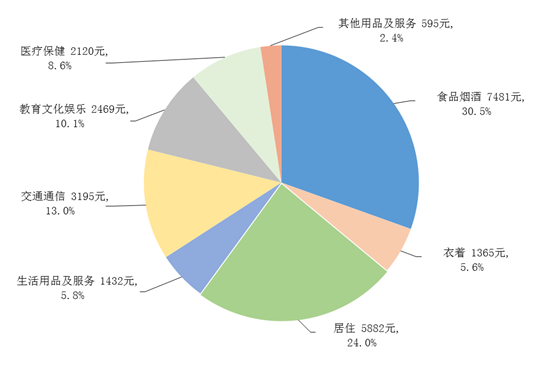 其他用品及服务 595元,
2.4%
食品烟酒 7481元,
30.5%
衣着 1365元,
5.6%
居住 5882元,
24.0%
生活用品及服务 1432元,
5.8%
交通通信 3195元,
13.0%
教育文化娱乐 2469元,
10.1%
医疗保健 2120元,
8.6%